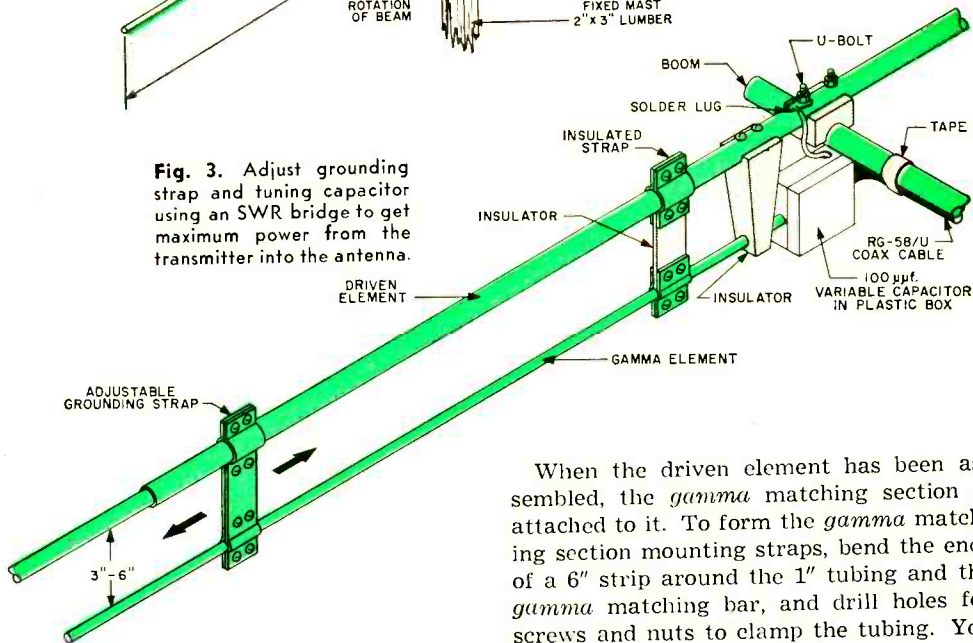 ROTATION
OF BEAM
FIXED MAST
2"X3" LUMBER
U-BOLT
BOOM
SOLDER LUG
TAPE
INSULATED
STRAP
Fig. 3. Adjust grounding
strap and tuning capacitor
using an SWR bridge to get
maximum power from the
transmitter into the antenna.
INSULATOR
RG-58/U
COAX CABLE
DRIVEN
ELEMENT
INSULATOR
100 μμf.
VARIABLE CAPACITOR
IN PLASTIC BOX
GAMMA ELEMENT
ADJUSTABLE
GROUNDING STRAP
3"-6"
When the driven element has been as
sembled, the gamma matching section
attached to it. To form the gamma match
ing section mounting straps, bend the end
of a 6" strip around the 1" tubing and th
gamma matching bar, and drill holes fo
screws and nuts to clamp the tubing. Yo